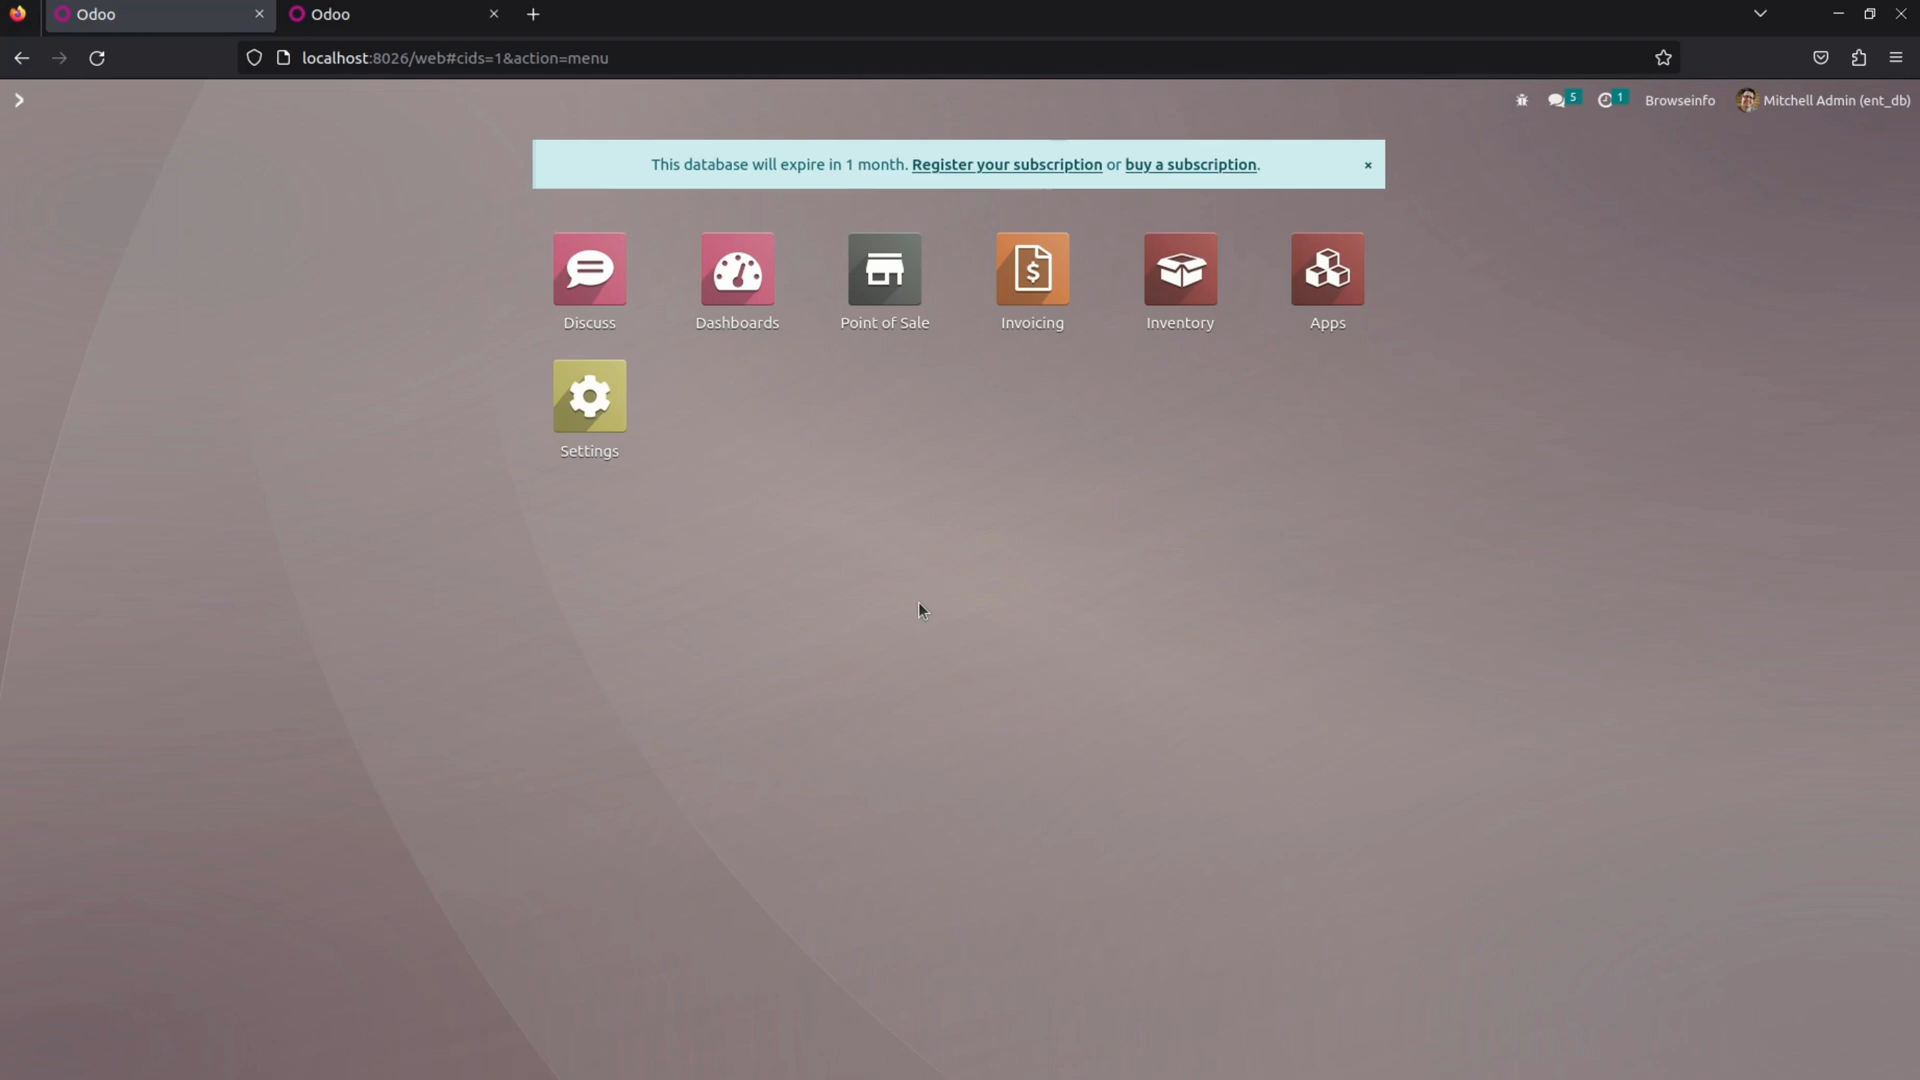 Odoo
Odoo
localhost:8026/web#cids=1&action=menu
5
1
Browseinfo
Mitchell Admin (ent_db)
This database will expire in 1 month. Register your subscription or buy a subscription.
Discuss
Dashboards
Point of Sale
Invoicing
Inventory
Apps
Settings